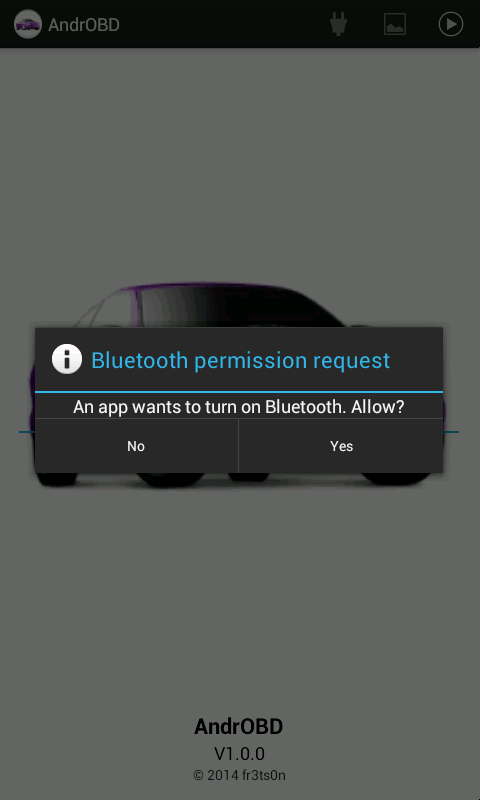 AndrOBD
Bluetooth permission request
An app wants to turn on Bluetooth. Allow?
No
Yes
AndrOBD
V1.0.0
© 2014 fr3ts0n